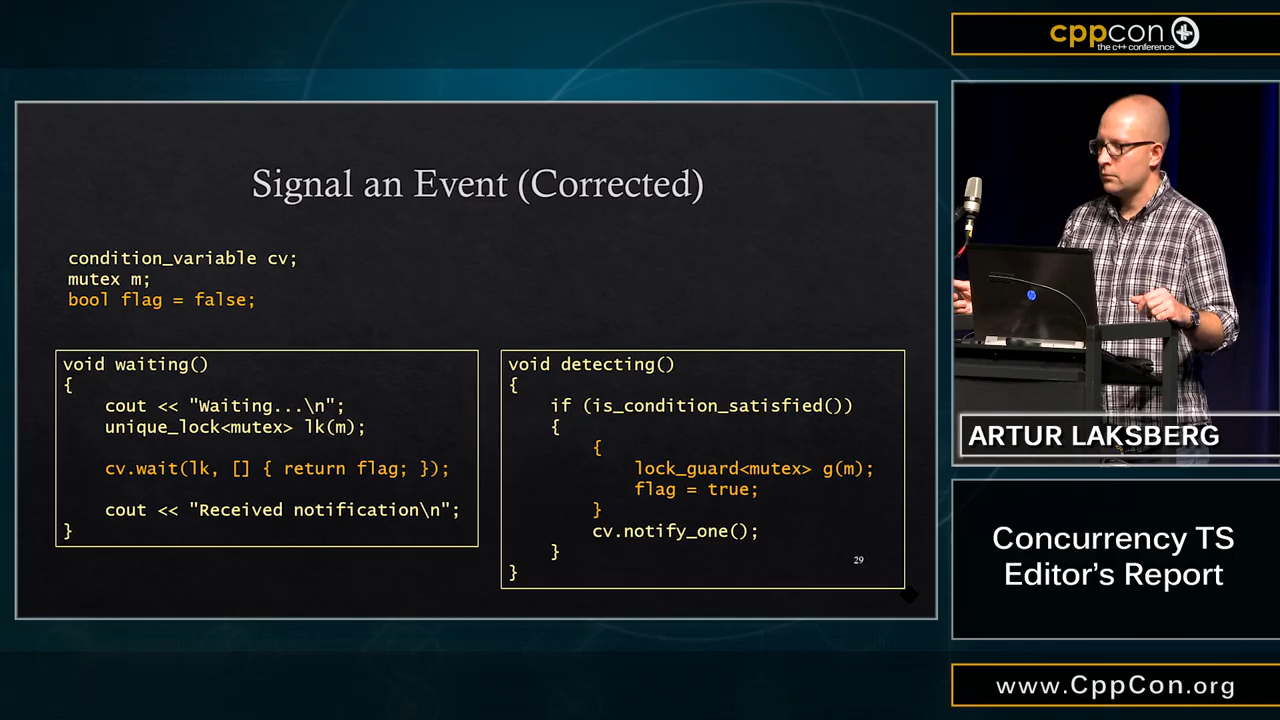 cppcon
the c++ conference
Signal an Event (Corrected)
condition_variable cv;
mutex m;
bool flag = false;
void waiting()
{
cout << "Waiting...\n";
unique_lock<mutex> lk(m);
cv.wait(lk, [] { return flag; });
cout << "Received notification\n";
}
void detecting()
{
if (is_condition_satisfied())
{
{
lock_guard<mutex> g(m);
flag = true;
}
cv.notify_one();
}
}
29
ARTUR LAKSBERG
Concurrency TS
Editor's Report
www.CppCon.org